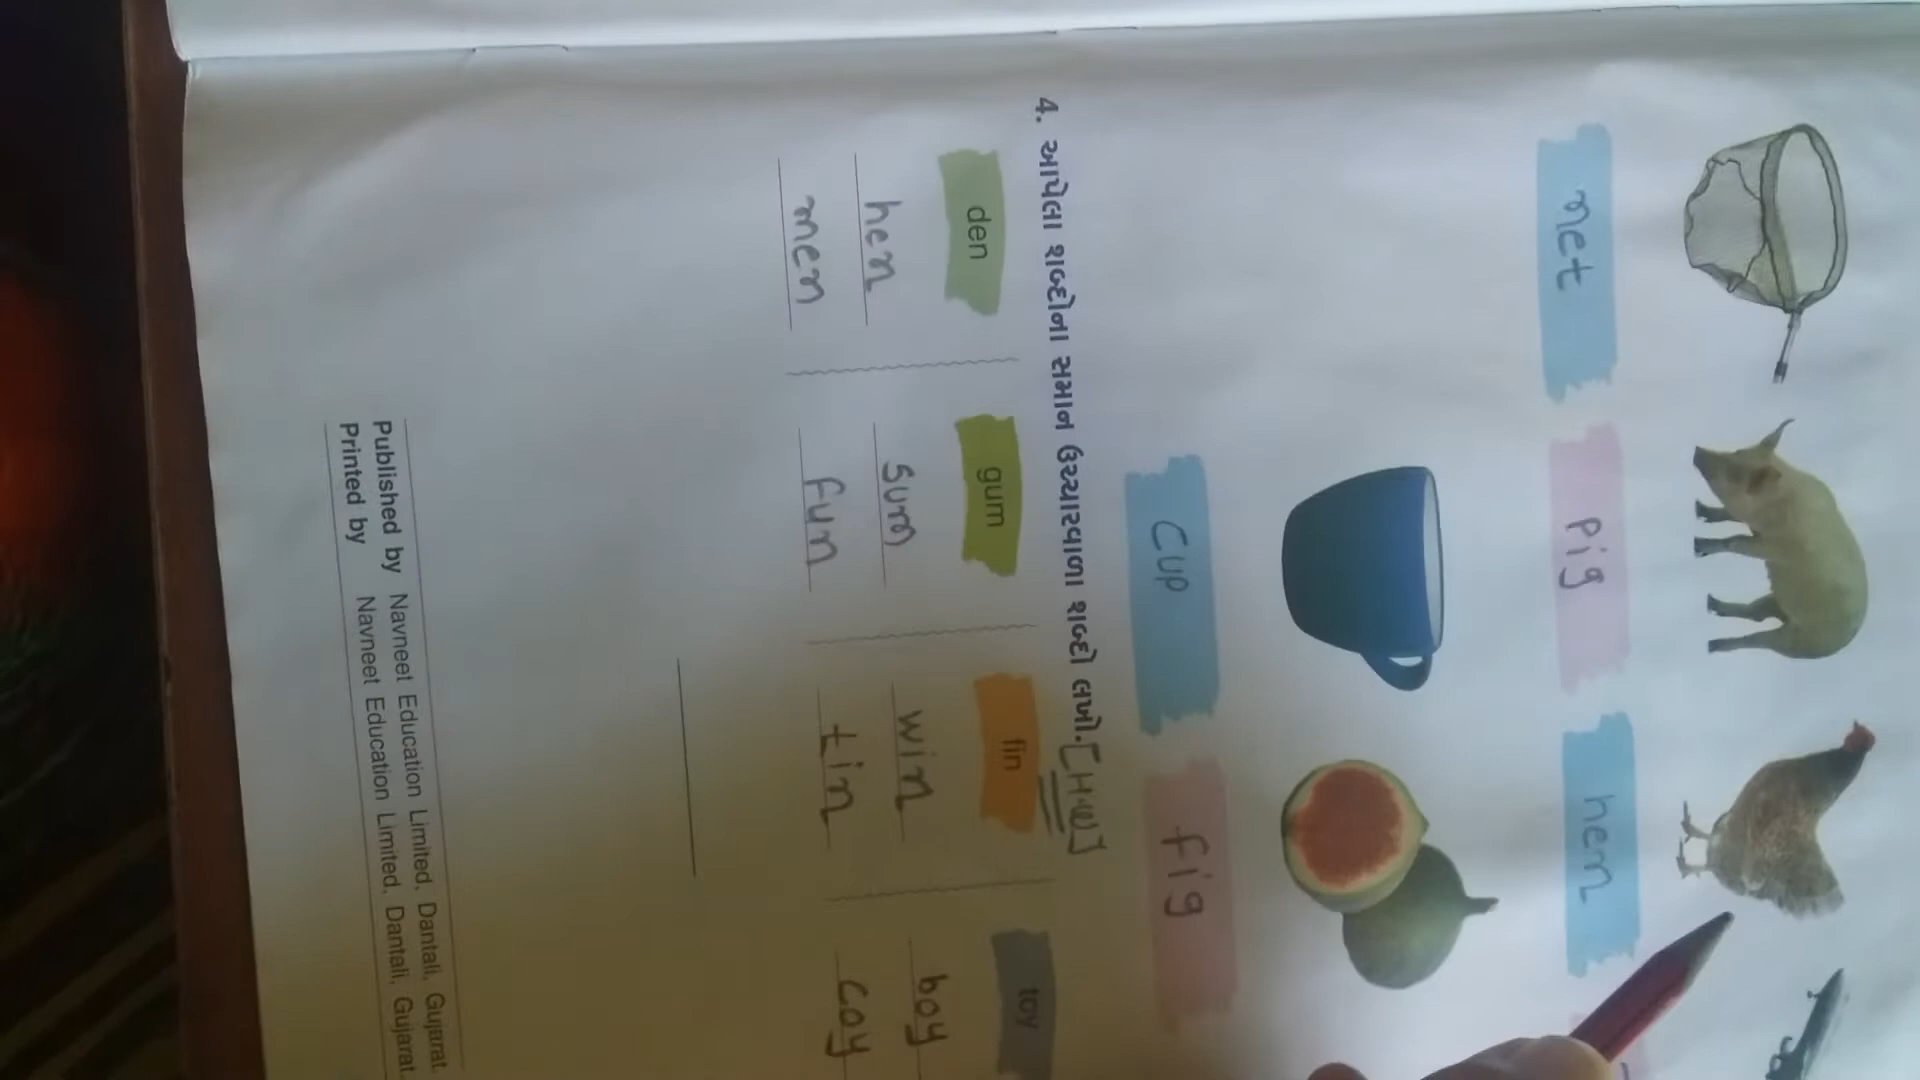 net pig hen
cup fig
4. આપેલા શબ્દોના સમાન ઉચ્ચારવાળા શબ્દો લખો. [H.W]
den gum fin toy
hen sum win boy
men fun tin coy
Published by Navneet Education Limited, Dantali, Gujarat.
Printed by Navneet Education Limited, Dantali, Gujarat.